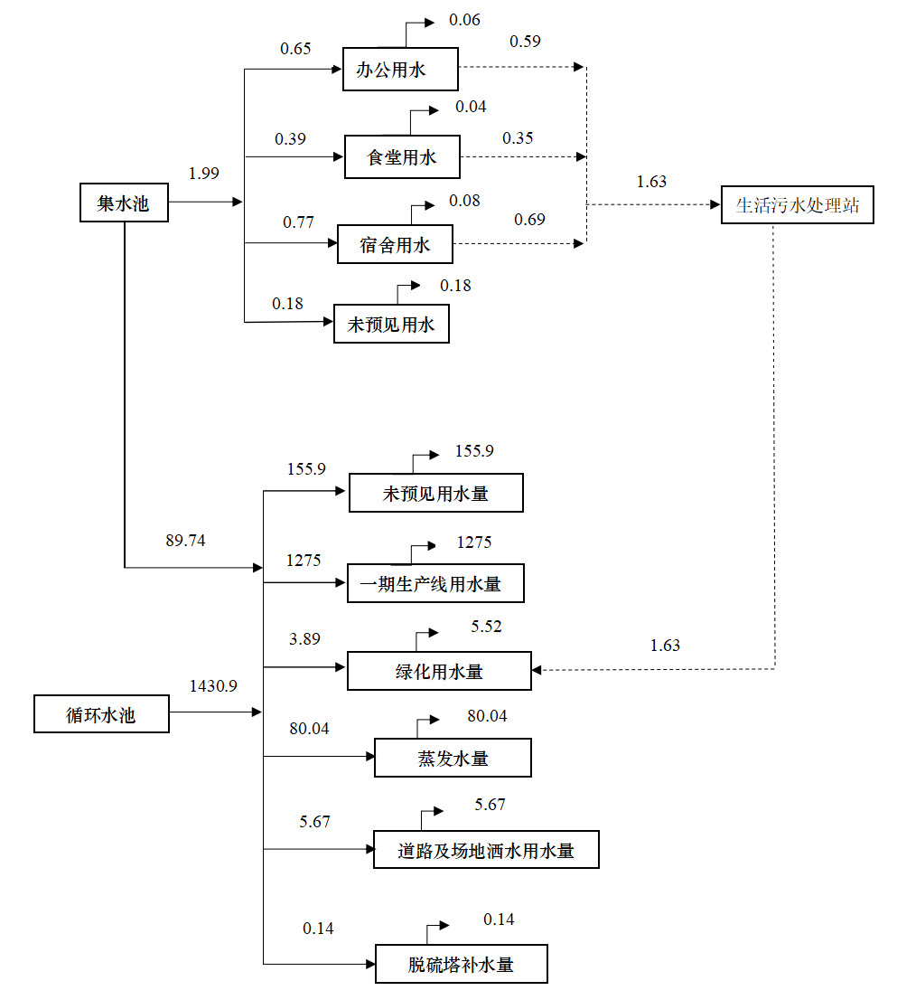 0.06
0.65
0.59
办公用水
0.04
0.39
0.35
食堂用水
1.99
1.63
集水池
0.08
生活污水处理站
0.77
0.69
宿舍用水
0.18
0.18
未预见用水
155.9
155.9
未预见用水量
89.74
1275
1275
一期生产线用水量
5.52
3.89
1.63
绿化用水量
1430.9
循环水池
80.04
80.04
蒸发水量
5.67
5.67
道路及场地洒水用水量
0.14
0.14
脱硫塔补水量